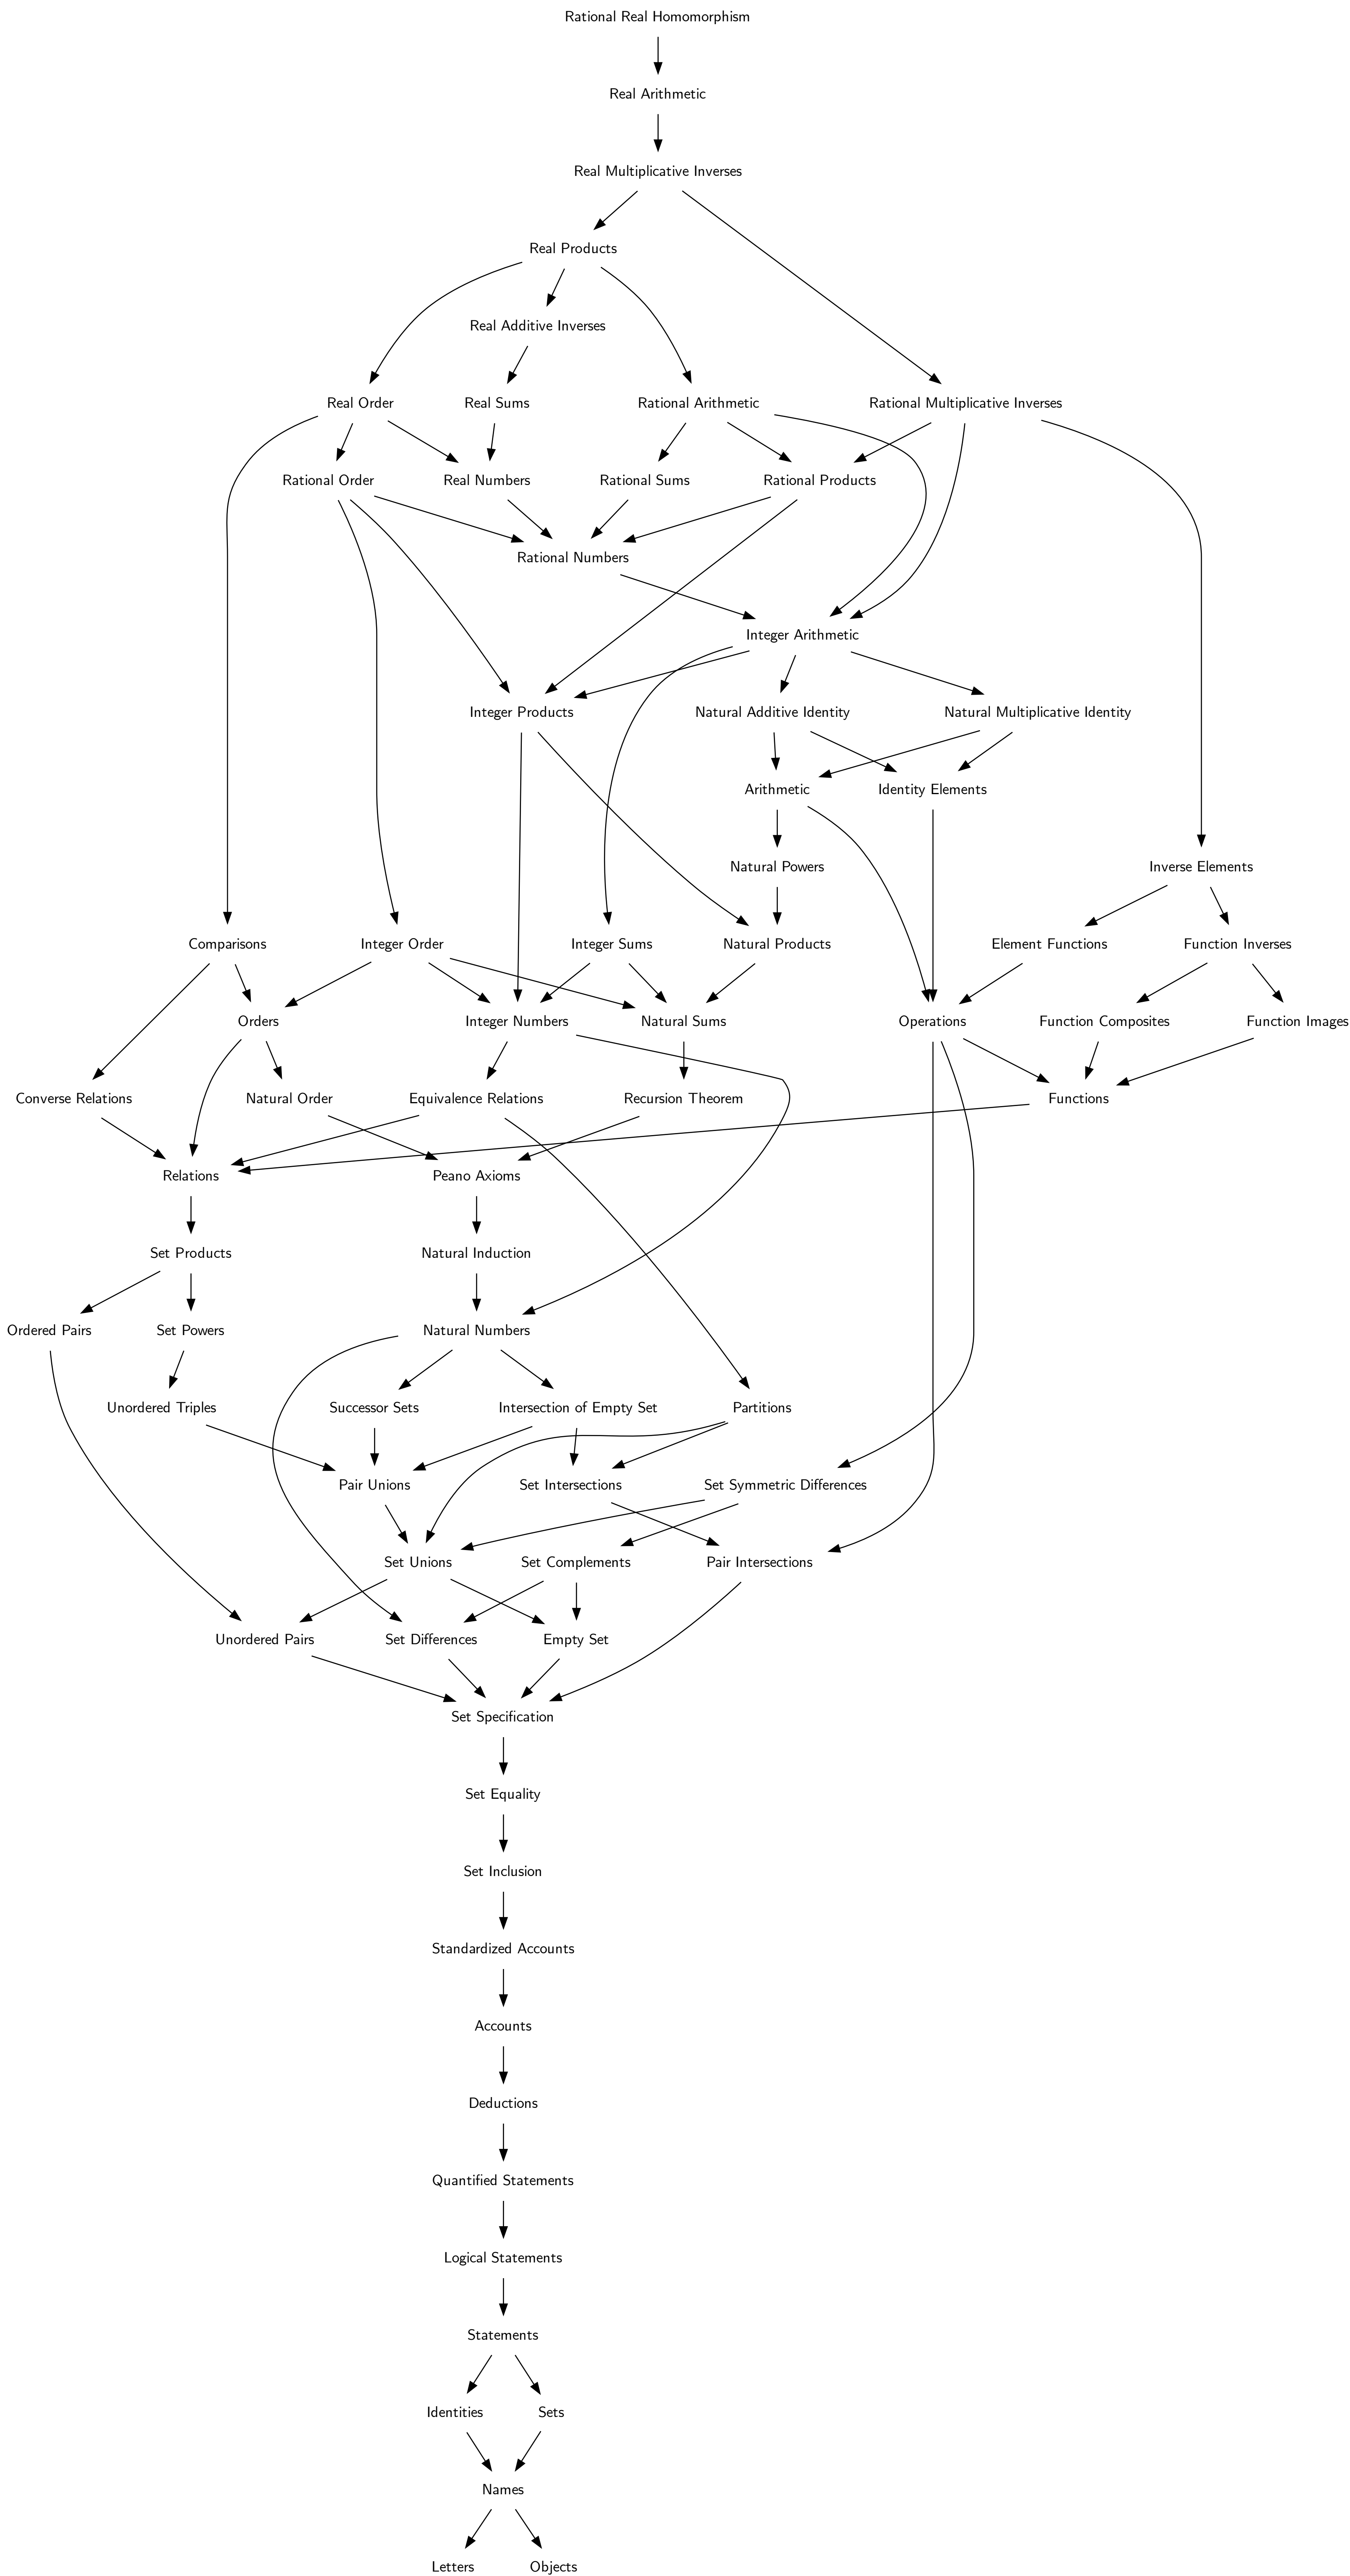 Rational Real Homomorphism
Real Arithmetic
Real Multiplicative Inverses
Real Products
Real Additive Inverses
Real Order
Real Sums
Rational Arithmetic
Rational Multiplicative Inverses
Rational Order
Real Numbers
Rational Sums
Rational Products
Rational Numbers
Integer Arithmetic
Integer Products
Natural Additive Identity
Natural Multiplicative Identity
Arithmetic
Identity Elements
Natural Powers
Inverse Elements
Comparisons
Integer Order
Integer Sums
Natural Products
Element Functions
Function Inverses
Orders
Integer Numbers
Natural Sums
Operations
Function Composites
Function Images
Converse Relations
Natural Order
Equivalence Relations
Recursion Theorem
Functions
Relations
Peano Axioms
Set Products
Natural Induction
Ordered Pairs
Set Powers
Natural Numbers
Unordered Triples
Successor Sets
Intersection of Empty Set
Partitions
Pair Unions
Set Intersections
Set Symmetric Differences
Set Unions
Set Complements
Pair Intersections
Unordered Pairs
Set Differences
Empty Set
Set Specification
Set Equality
Set Inclusion
Standardized Accounts
Accounts
Deductions
Quantified Statements
Logical Statements
Statements
Identities
Sets
Names
Letters
Objects